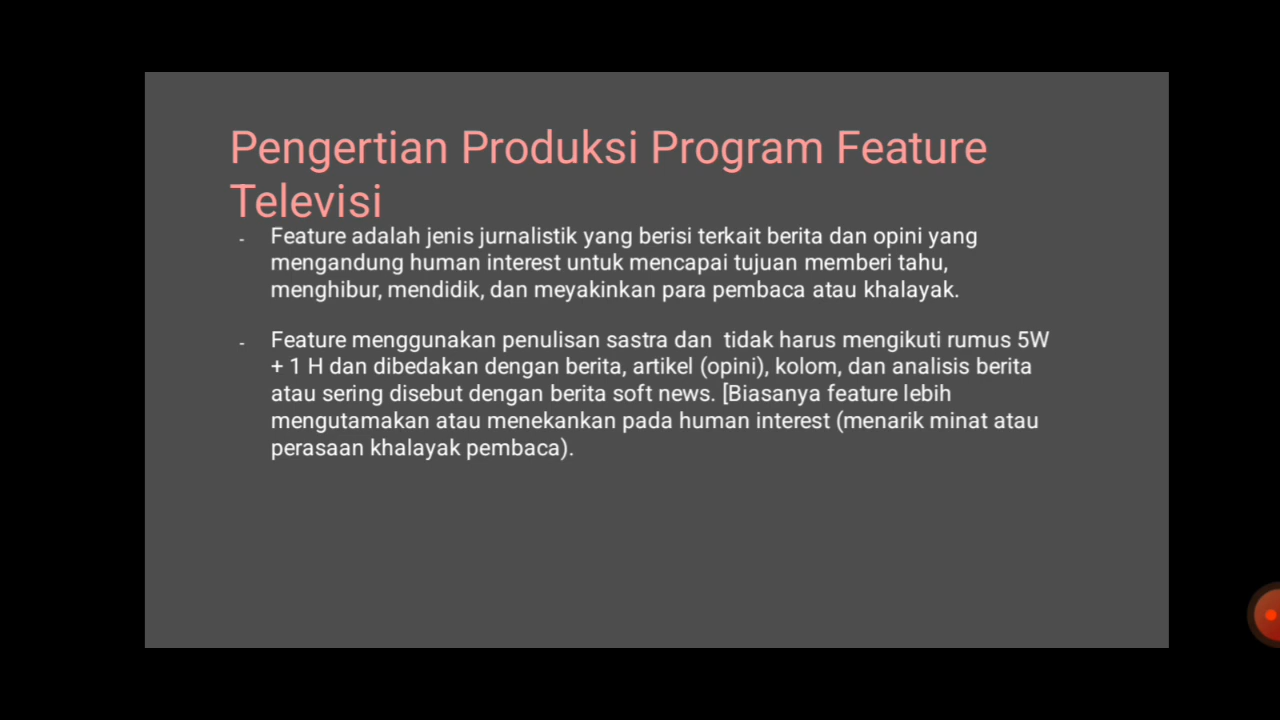 Pengertian Produksi Program Feature
Televisi
- Feature adalah jenis jurnalistik yang berisi terkait berita dan opini yang
mengandung human interest untuk mencapai tujuan memberi tahu,
menghibur, mendidik, dan meyakinkan para pembaca atau khalayak.
- Feature menggunakan penulisan sastra dan  tidak harus mengikuti rumus 5W
+ 1 H dan dibedakan dengan berita, artikel (opini), kolom, dan analisis berita
atau sering disebut dengan berita soft news. [Biasanya feature lebih
mengutamakan atau menekankan pada human interest (menarik minat atau
perasaan khalayak pembaca).